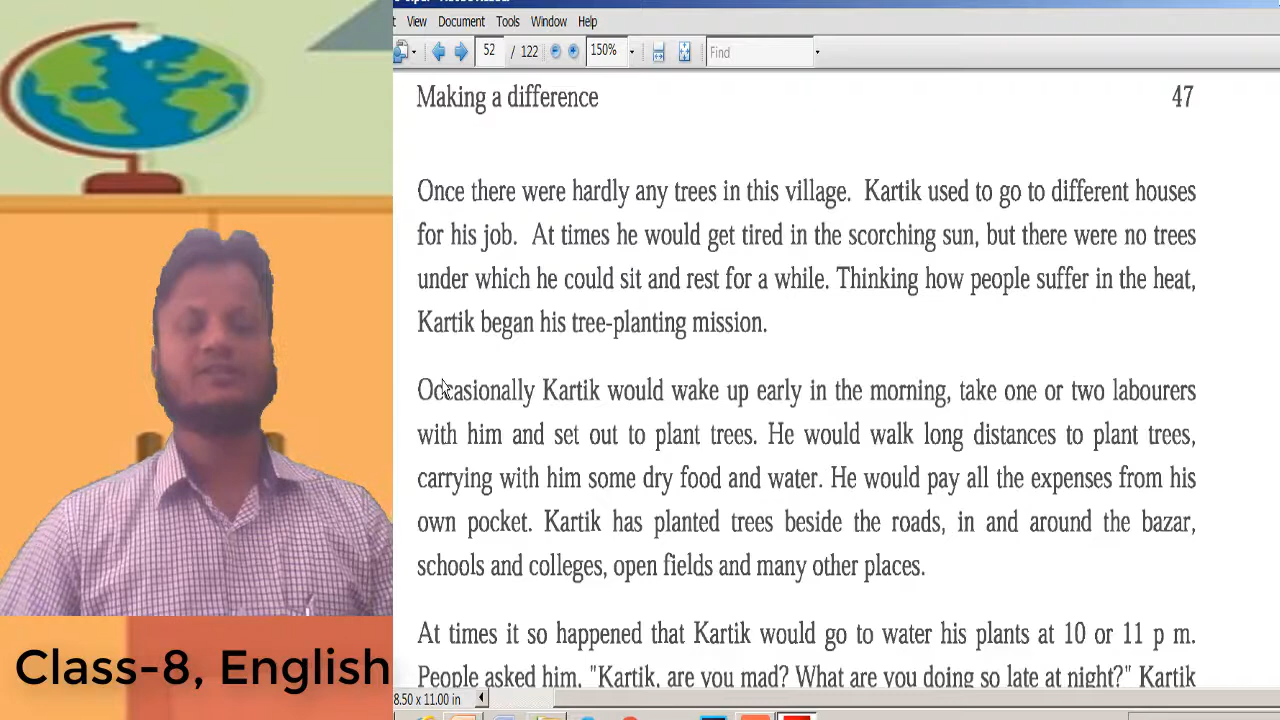 View Document Tools Window Help
52 / 122 150% Find
Making a difference 47
Once there were hardly any trees in this village. Kartik used to go to different houses
for his job. At times he would get tired in the scorching sun, but there were no trees
under which he could sit and rest for a while. Thinking how people suffer in the heat,
Kartik began his tree-planting mission.
Occasionally Kartik would wake up early in the morning, take one or two labourers
with him and set out to plant trees. He would walk long distances to plant trees,
carrying with him some dry food and water. He would pay all the expenses from his
own pocket. Kartik has planted trees beside the roads, in and around the bazar,
schools and colleges, open fields and many other places.
At times it so happened that Kartik would go to water his plants at 10 or 11 p m.
People asked him, "Kartik, are you mad? What are you doing so late at night?" Kartik
8.50 x 11.00 in
Class-8, English